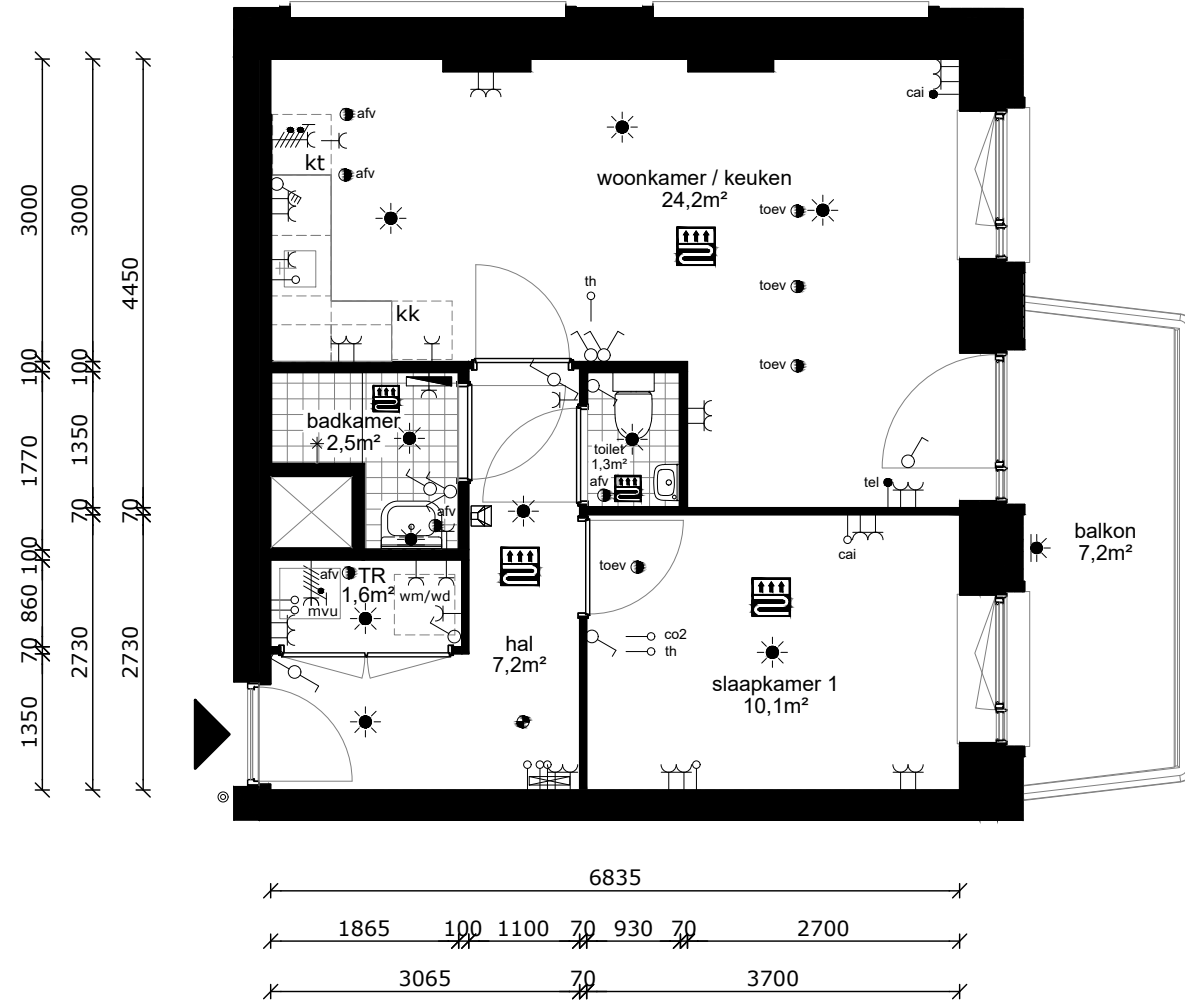 afv
cai
kt
afv
woonkamer / keuken
24,2m²
toev
th
toev
kk
toev
badkamer
2,5m²
toilet
1,3m²
afv
afv
tel
cai
balkon
7,2m²
afv
TR
1,6m²
mvu
wm/wd
toev
hal
7,2m²
co2
th
slaapkamer 1
10,1m²
3000
100
1770
70
100
860
70
1350
3000
100
1350
70
2730
4450
70
2730
6835
1865 100 1100 70 930 70 2700
3065 70 3700